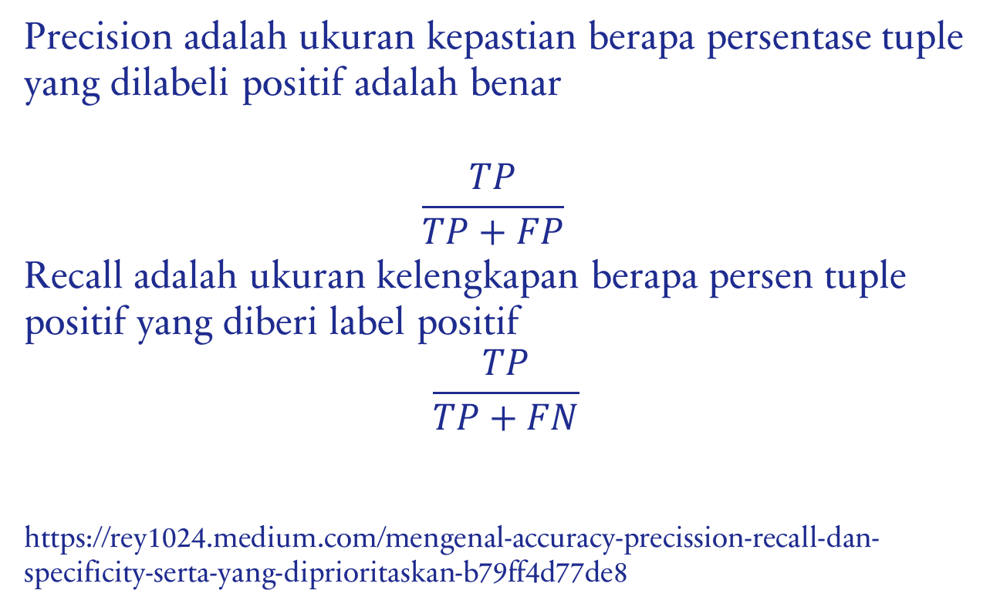 Precision adalah ukuran kepastian berapa persentase tuple
yang dilabeli positif adalah benar
TP
TP + FP
Recall adalah ukuran kelengkapan berapa persen tuple
positif yang diberi label positif
TP
TP + FN
https://rey1024.medium.com/mengenal-accuracy-precission-recall-dan-
specificity-serta-yang-diprioritaskan-b79ff4d77de8